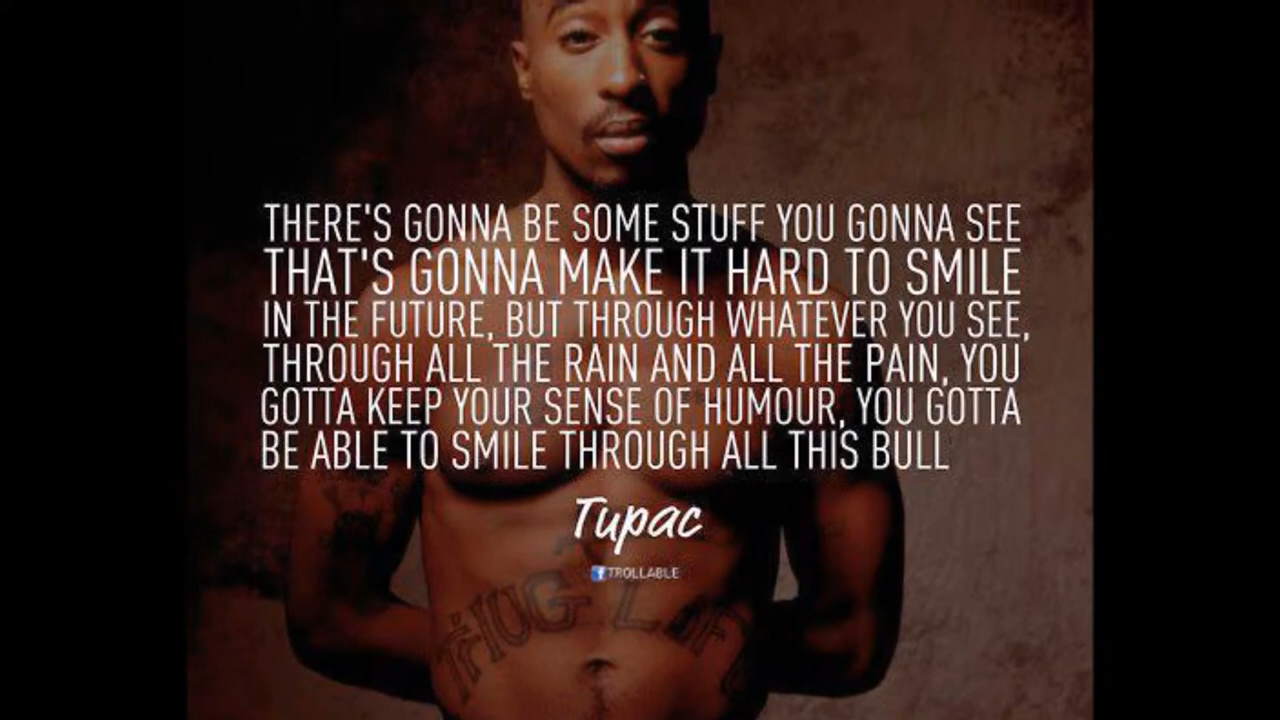 THERE'S GONNA BE SOME STUFF YOU GONNA SEE
THAT'S GONNA MAKE IT HARD TO SMILE
IN THE FUTURE, BUT THROUGH WHATEVER YOU SEE,
THROUGH ALL THE RAIN AND ALL THE PAIN, YOU
GOTTA KEEP YOUR SENSE OF HUMOUR, YOU GOTTA
BE ABLE TO SMILE THROUGH ALL THIS BULL
Tupac
f TROLLABLE
THUG LIFE